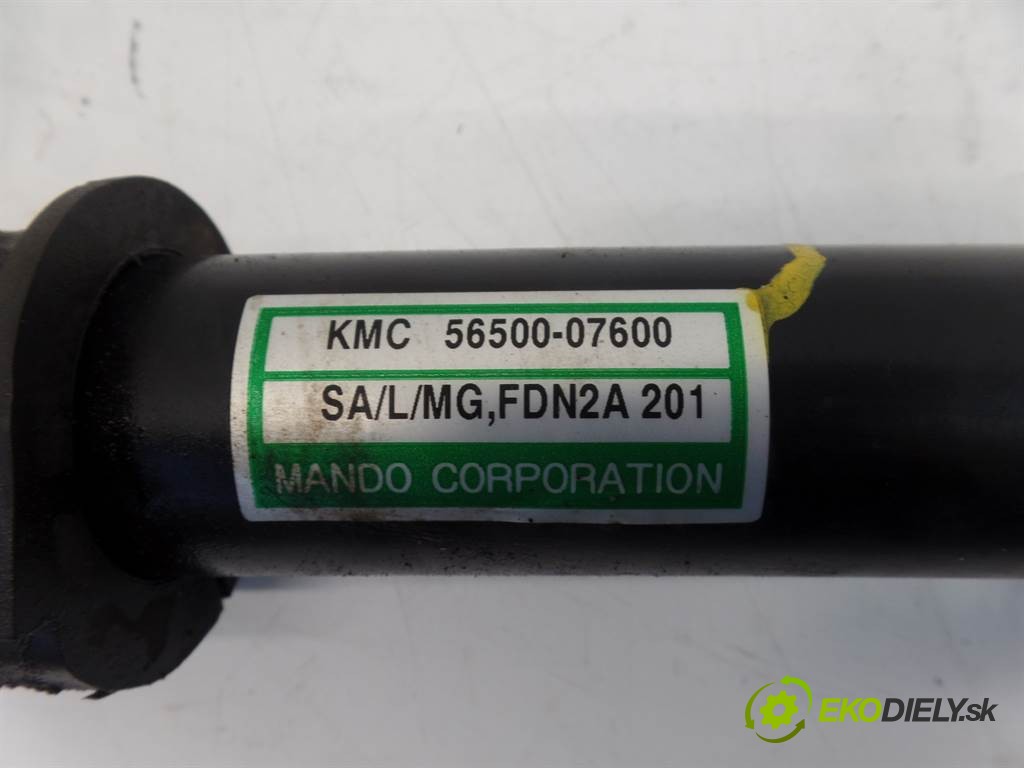 KMC 56500-07600
SA/L/MG,FDN2A 201
MANDO CORPORATION
EKODIELY.sk